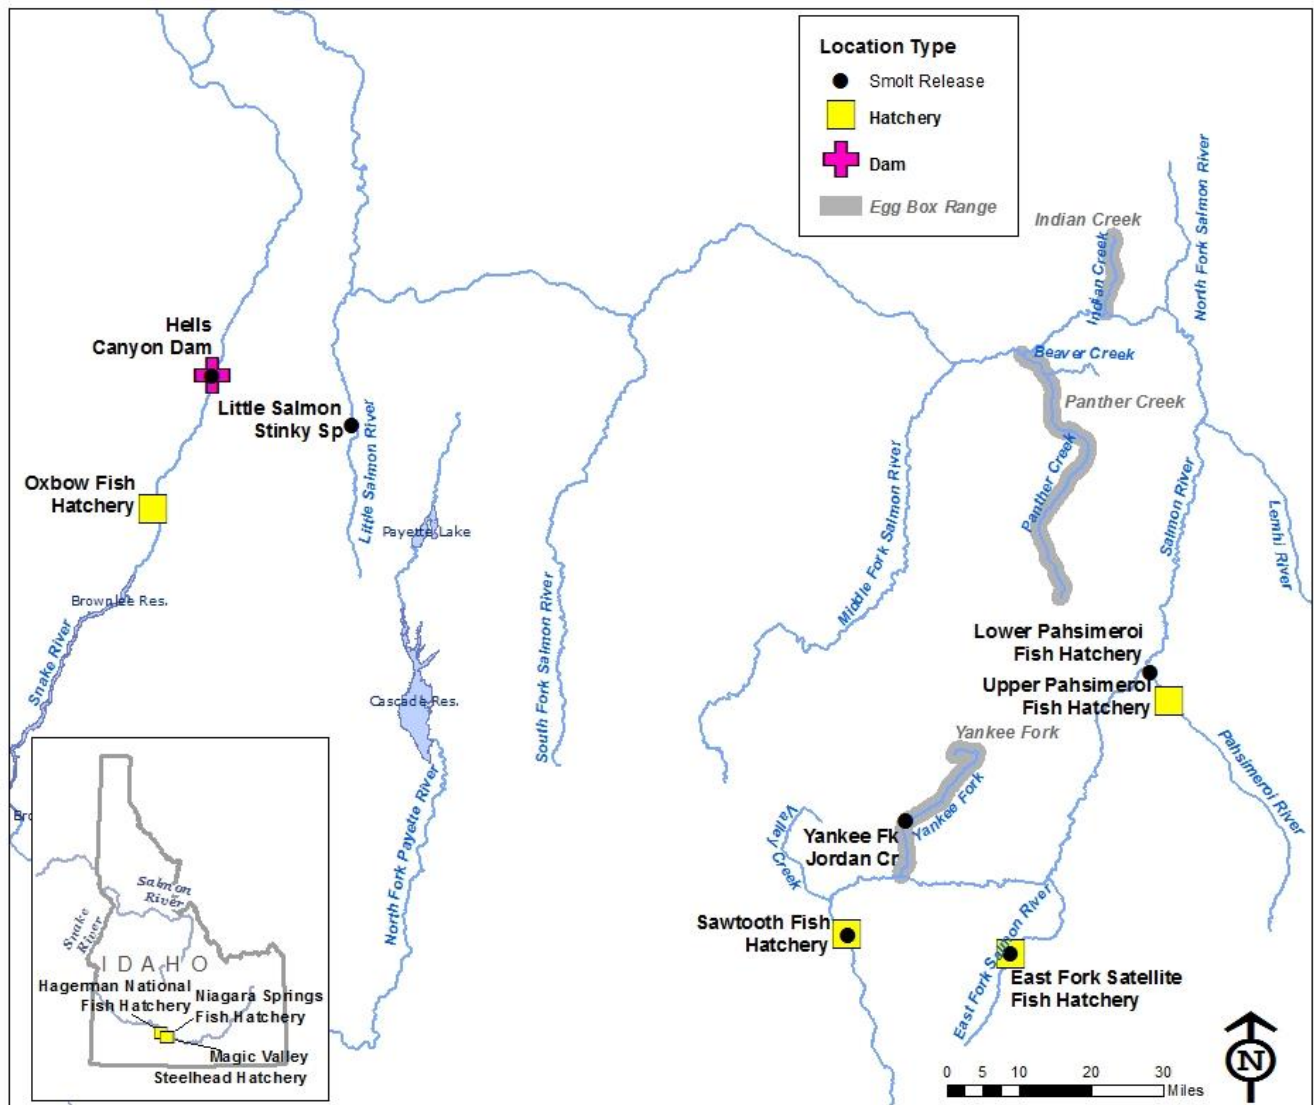 Location Type
Smolt Release
Hatchery
Dam
Egg Box Range
Indian Creek
Indian Creek
North Fork Salmon River
Hells
Canyon Dam
Beaver Creek
Panther Creek
Panther Creek
Little Salmon
Stinky Sp
Little Salmon River
Oxbow Fish
Hatchery
Payette Lake
Middle Fork Salmon River
Salmon River
Lemhi River
Brownlee Res.
Snake River
South Fork Salmon River
Lower Pahsimeroi
Fish Hatchery
Upper Pahsimeroi
Fish Hatchery
Cascade Res.
Yankee Fork
Yankee Fork
Pahsimeroi River
North Fork Payette River
Valley
Creek
Yankee Fk
Jordan Cr
Sawtooth Fish
Hatchery
East Fork Salmon River
East Fork Satellite
Fish Hatchery
Bro
Salmon
River
Snake
River
IDAHO
Hagerman National
Fish Hatchery
Niagara Springs
Fish Hatchery
Magic Valley
Steelhead Hatchery
N
0 5 10 20 30
Miles